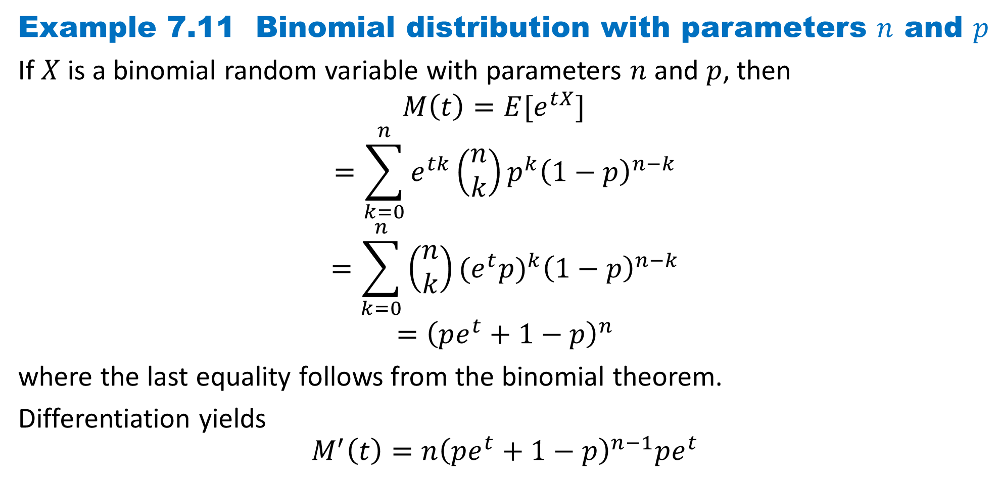 Example 7.11 Binomial distribution with parameters n and p
If X is a binomial random variable with parameters n and p, then
M(t) = E[e^{tX}]
= \sum_{k=0}^{n} e^{tk} \binom{n}{k} p^k (1 − p)^{n−k}
= \sum_{k=0}^{n} \binom{n}{k} (e^t p)^k (1 − p)^{n−k}
= (pe^t + 1 − p)^n
where the last equality follows from the binomial theorem.
Differentiation yields
M′(t) = n(pe^t + 1 − p)^{n−1} pe^t